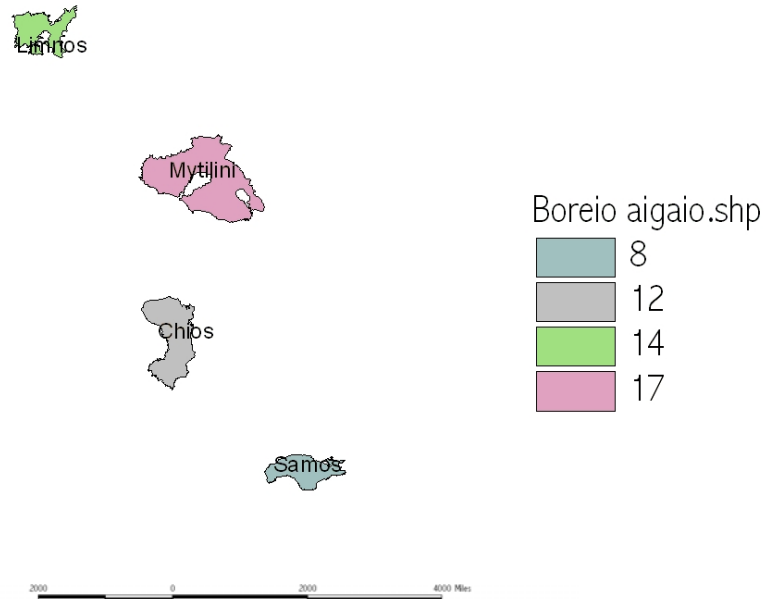 Limnos
Mytilini
Boreio aigaio.shp
8
12
14
17
Chios
Samos
2000 0 2000 4000 Miles